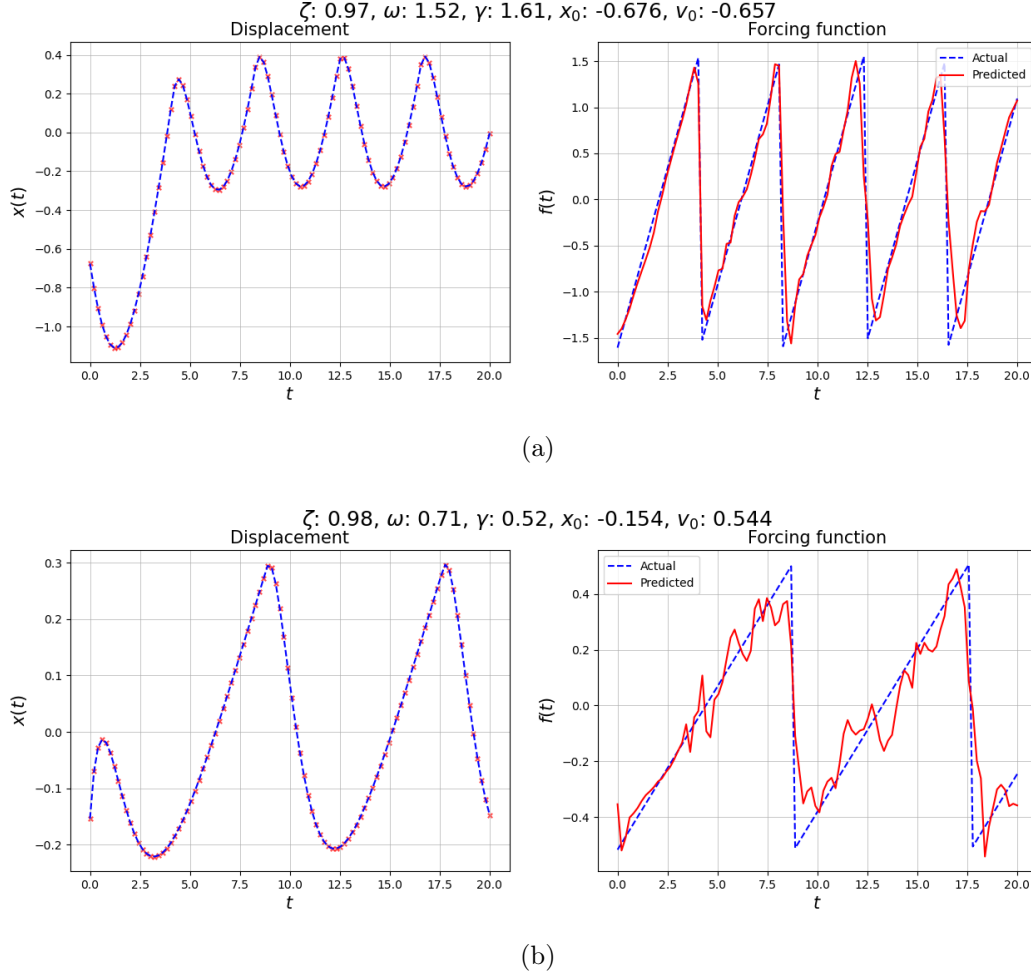 ζ: 0.97, ω: 1.52, γ: 1.61, x₀: -0.676, v₀: -0.657
Displacement
Forcing function
x(t)
0.4
0.2
0.0
−0.2
−0.4
−0.6
−0.8
−1.0
0.0 2.5 5.0 7.5 10.0 12.5 15.0 17.5 20.0
t
f(t)
1.5
1.0
0.5
0.0
−0.5
−1.0
−1.5
Actual
Predicted
0.0 2.5 5.0 7.5 10.0 12.5 15.0 17.5 20.0
t
(a)
ζ: 0.98, ω: 0.71, γ: 0.52, x₀: -0.154, v₀: 0.544
Displacement
Forcing function
x(t)
0.3
0.2
0.1
0.0
−0.1
−0.2
0.0 2.5 5.0 7.5 10.0 12.5 15.0 17.5 20.0
t
f(t)
0.4
0.2
0.0
−0.2
−0.4
Actual
Predicted
0.0 2.5 5.0 7.5 10.0 12.5 15.0 17.5 20.0
t
(b)